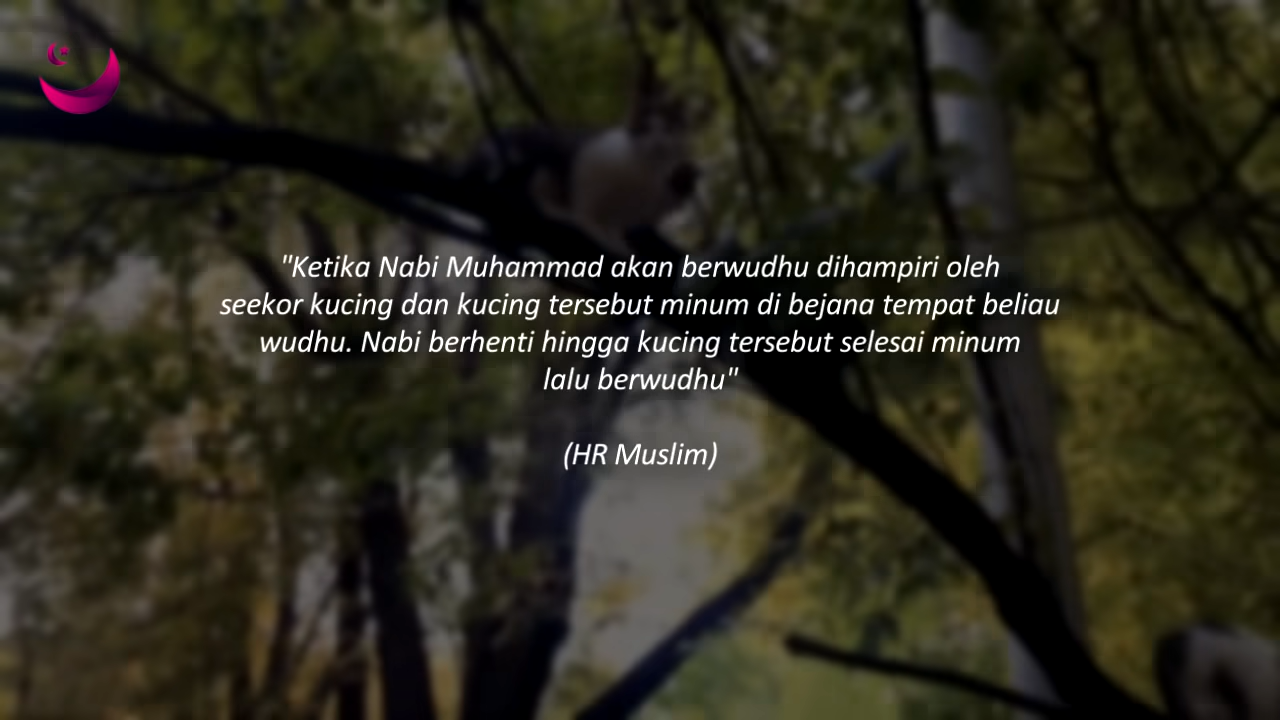 "Ketika Nabi Muhammad akan berwudhu dihampiri oleh
seekor kucing dan kucing tersebut minum di bejana tempat beliau
wudhu. Nabi berhenti hingga kucing tersebut selesai minum
lalu berwudhu"
(HR Muslim)